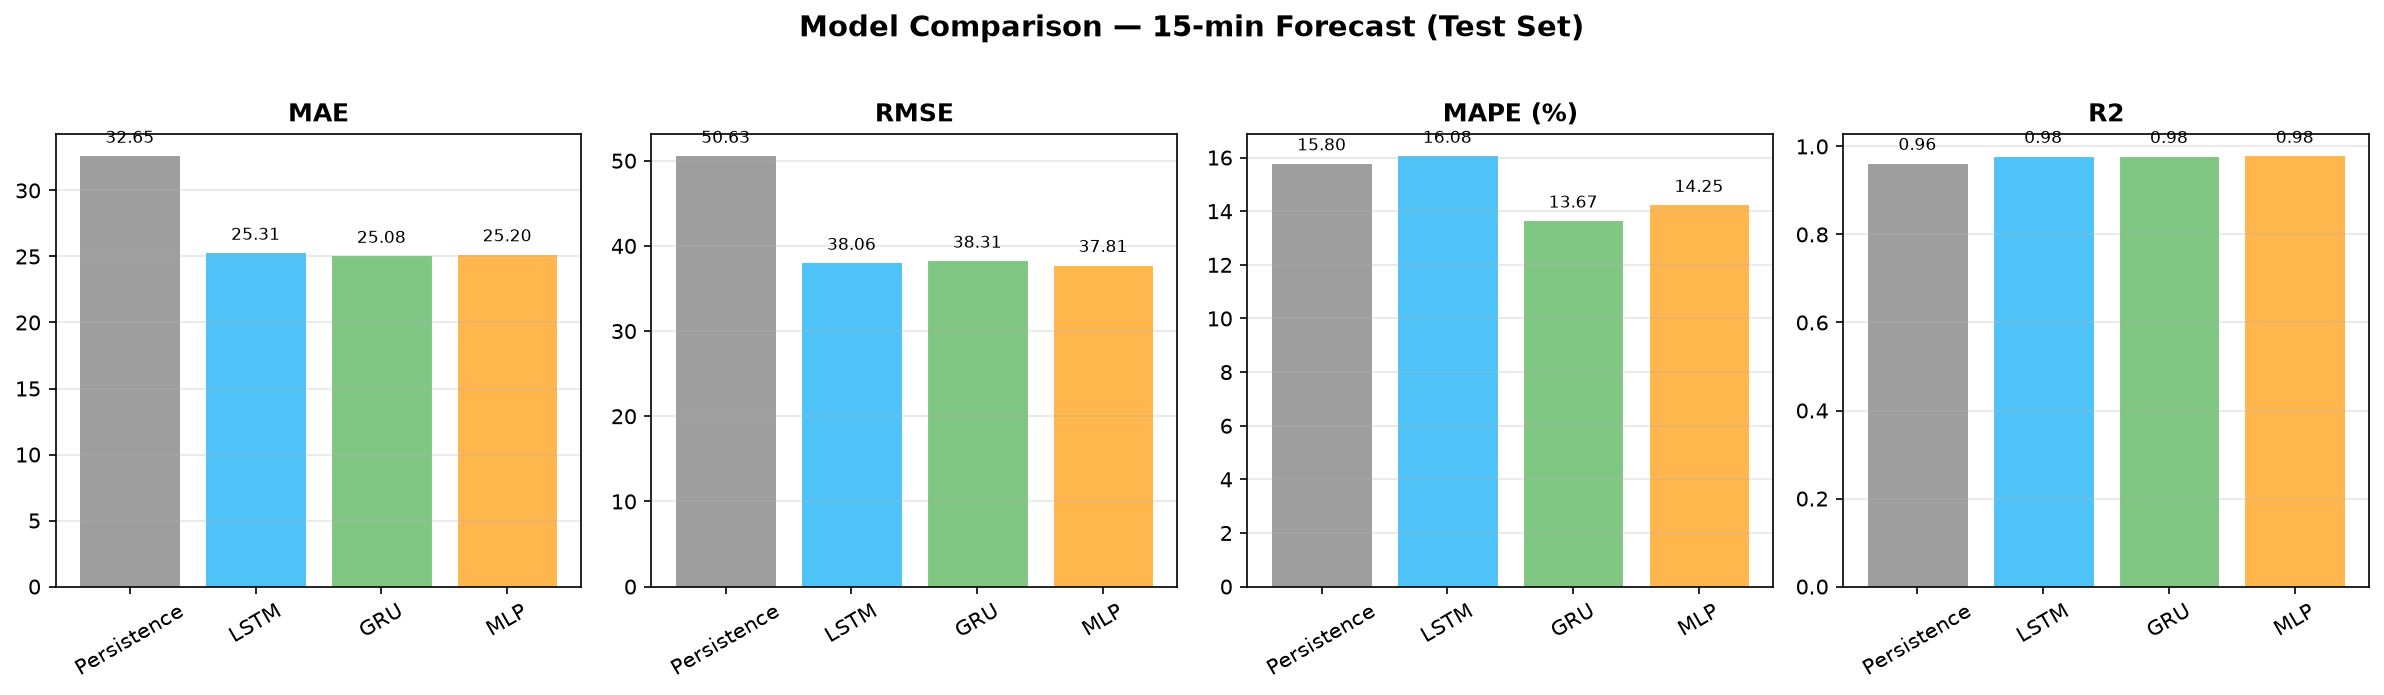 Model Comparison — 15-min Forecast (Test Set)
MAE
32.65
25.31
25.08
25.20
30
25
20
15
10
5
0
Persistence
LSTM
GRU
MLP
RMSE
50.63
38.06
38.31
37.81
50
40
30
20
10
0
Persistence
LSTM
GRU
MLP
MAPE (%)
15.80
16.08
13.67
14.25
16
14
12
10
8
6
4
2
0
Persistence
LSTM
GRU
MLP
R2
0.96
0.98
0.98
0.98
1.0
0.8
0.6
0.4
0.2
0.0
Persistence
LSTM
GRU
MLP